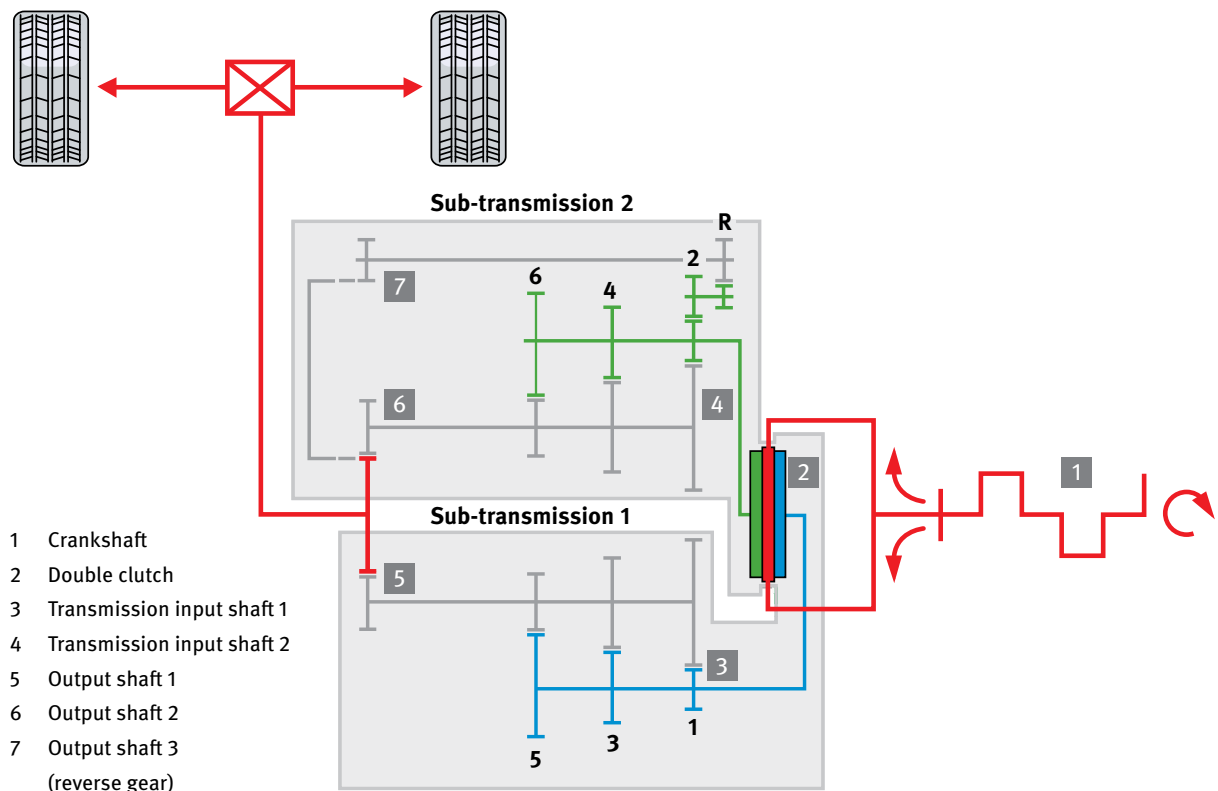 Sub-transmission 2
R
2
7
6
4
6
4
2
1
Sub-transmission 1
5
3
1
3
5
1 Crankshaft
2 Double clutch
3 Transmission input shaft 1
4 Transmission input shaft 2
5 Output shaft 1
6 Output shaft 2
7 Output shaft 3
(reverse gear)